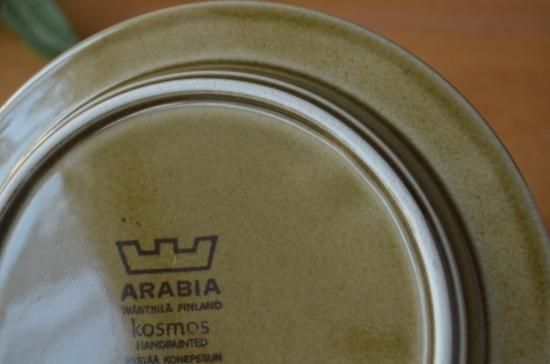 ARABIA
WÄRTSILÄ FINLAND
kosmos
HANDPAINTED
KESTÄÄ KONEPESUN